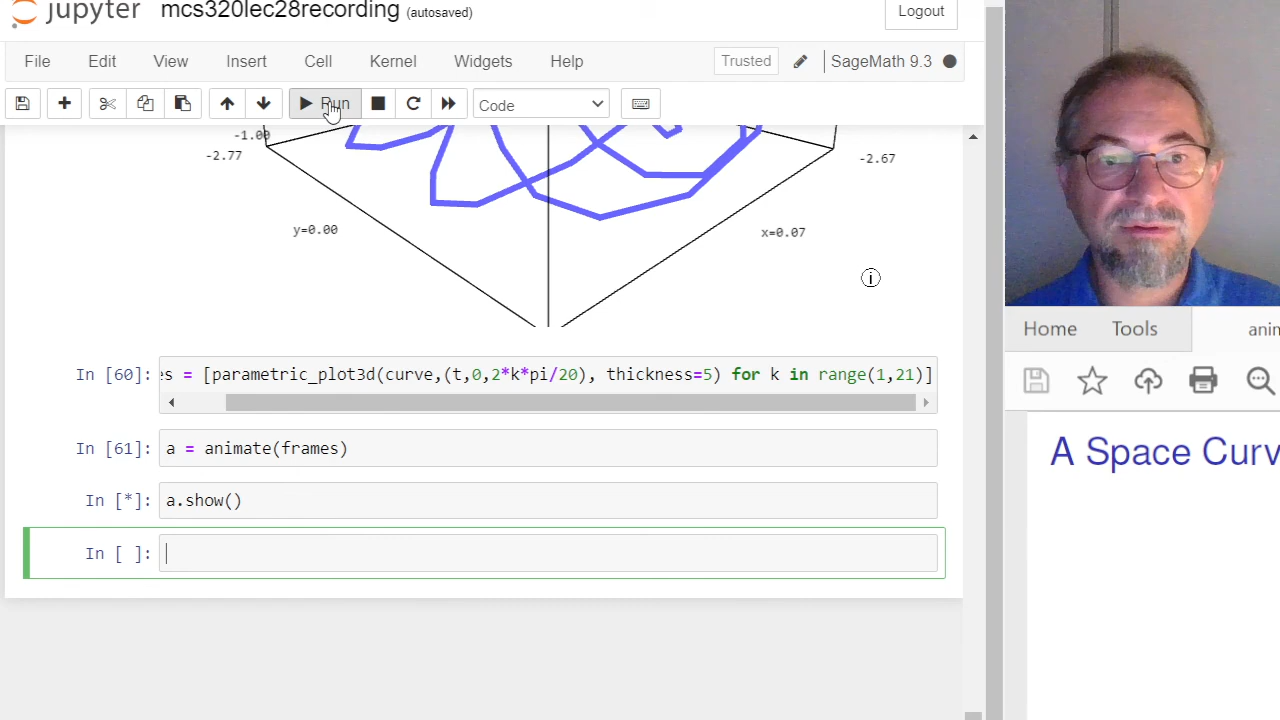 jupyter mcs320lec28recording (autosaved)
Logout
File Edit View Insert Cell Kernel Widgets Help
Trusted SageMath 9.3
Run Code
-1.00
-2.77
-2.67
y=0.00
x=0.07
In [60]: es = [parametric_plot3d(curve,(t,0,2*k*pi/20), thickness=5) for k in range(1,21)]
In [61]: a = animate(frames)
In [*]: a.show()
In [ ]:
Home Tools anim
A Space Curv